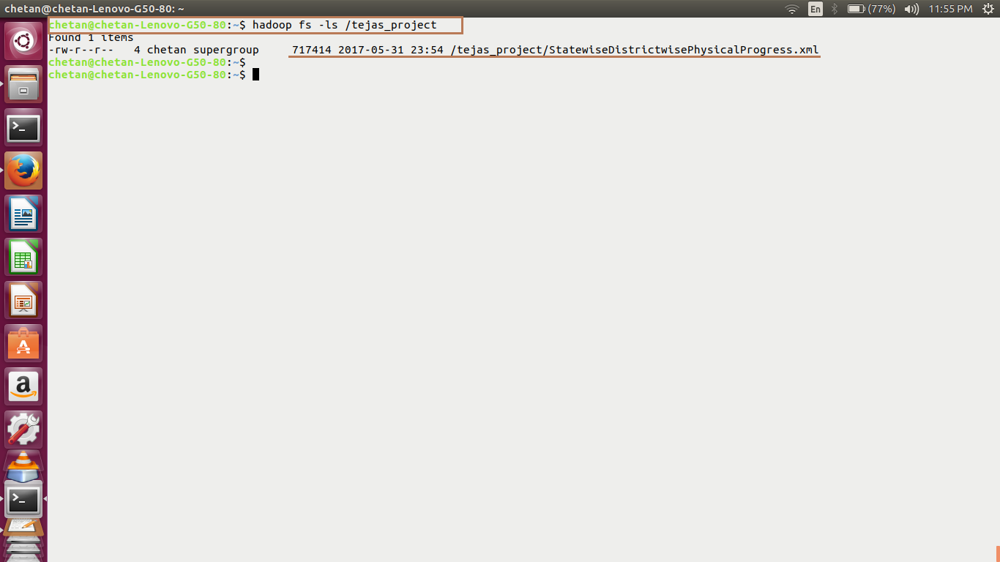 chetan@chetan-Lenovo-G50-80: ~ En (77%) 11:55 PM
chetan@chetan-Lenovo-G50-80:~$ hadoop fs -ls /tejas_project
Found 1 items
-rw-r--r--   4 chetan supergroup     717414 2017-05-31 23:54 /tejas_project/StatewiseDistrictwisePhysicalProgress.xml
chetan@chetan-Lenovo-G50-80:~$
chetan@chetan-Lenovo-G50-80:~$